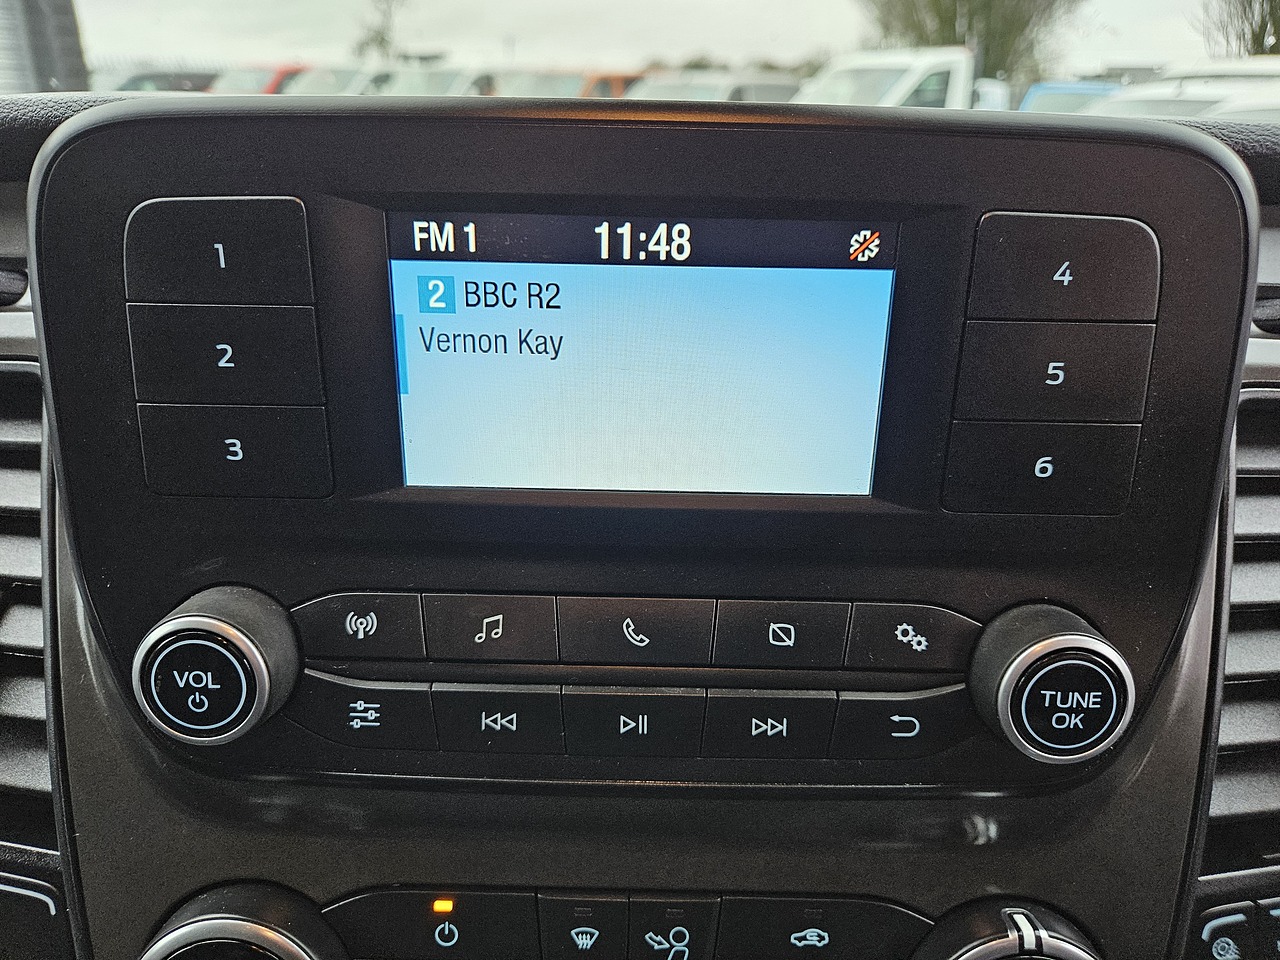 FM 1 11:48
2 BBC R2
Vernon Kay
1
2
3
4
5
6
VOL
TUNE
OK